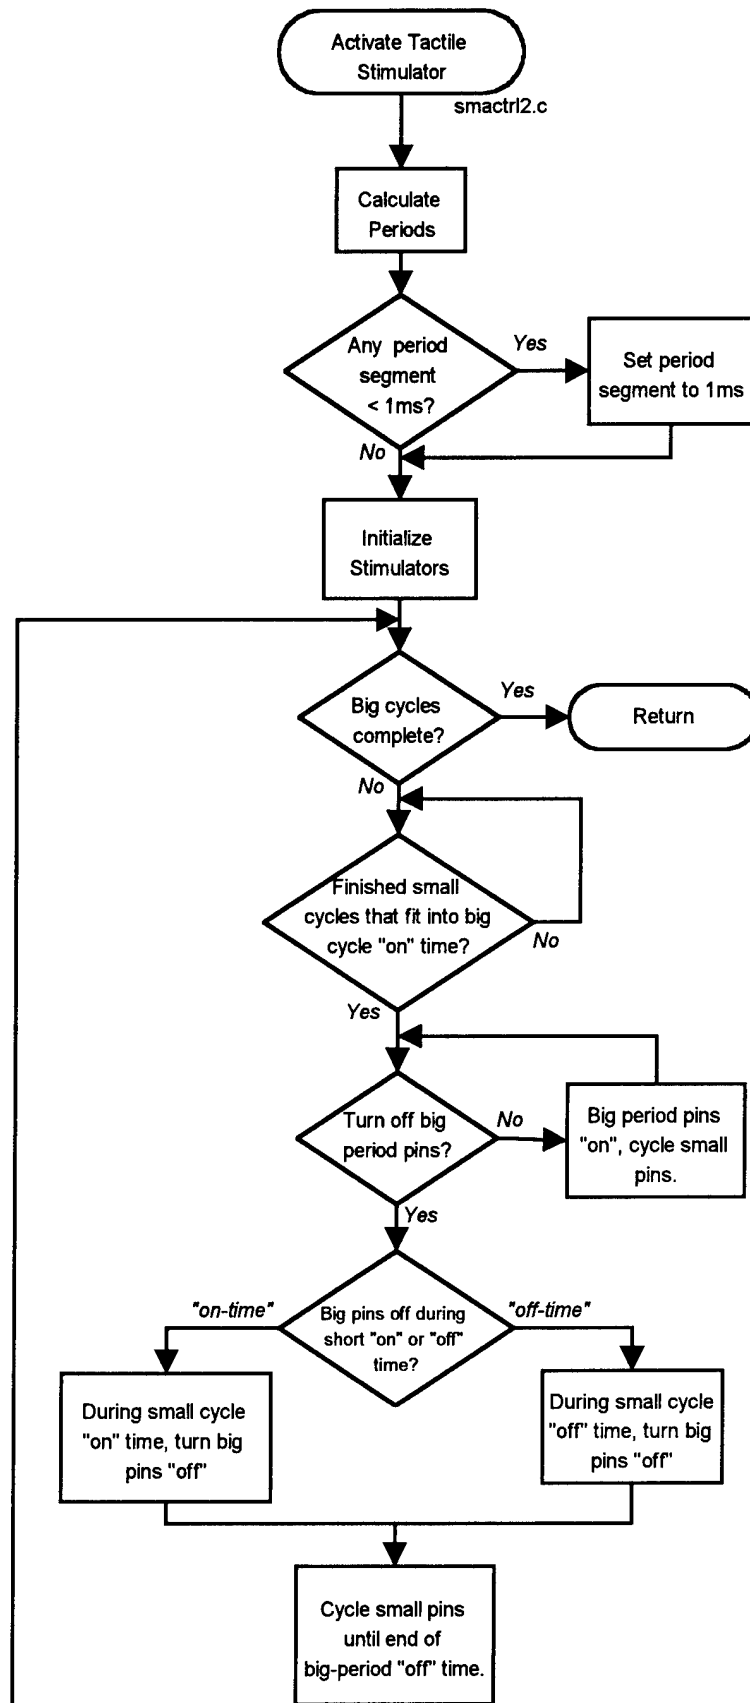 Activate Tactile
Stimulator
smactrl2.c
Calculate
Periods
Any period
segment
< 1ms?
Yes
Set period
segment to 1ms
No
Initialize
Stimulators
Big cycles
complete?
Yes
Return
No
Finished small
cycles that fit into big
cycle "on" time?
No
Yes
Turn off big
period pins?
No
Big period pins
"on", cycle small
pins.
Yes
"on-time"
Big pins off during
short "on" or "off"
time?
"off-time"
During small cycle
"on" time, turn big
pins "off"
During small cycle
"off" time, turn big
pins "off"
Cycle small pins
until end of
big-period "off" time.